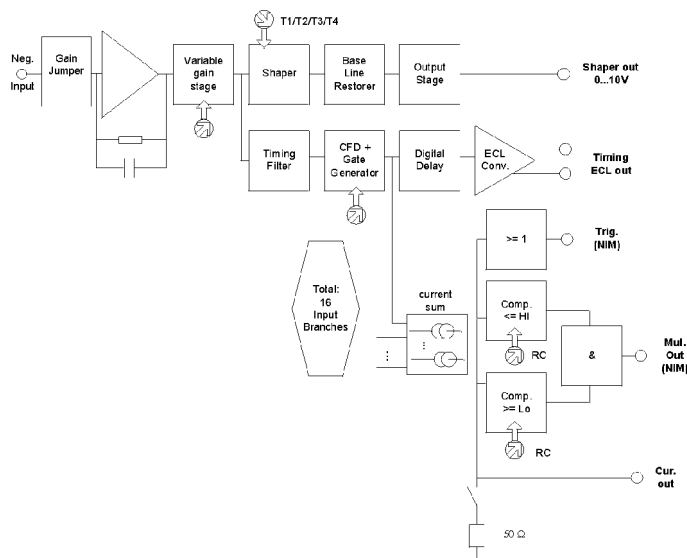 T1/T2/T3/T4
Neg.
Input
Gain
Jumper
Variable
gain
stage
Shaper
Base
Line
Restorer
Output
Stage
Shaper out
0...10V
Timing
Filter
CFD +
Gate
Generator
Digital
Delay
ECL
Conv.
Timing
ECL out
>= 1
Trig.
(NIM)
Total:
16
Input
Branches
current
sum
Comp.
<= Hi
RC
&
Mul.
Out
(NIM)
Comp.
>= Lo
RC
Cur.
out
50 Ω